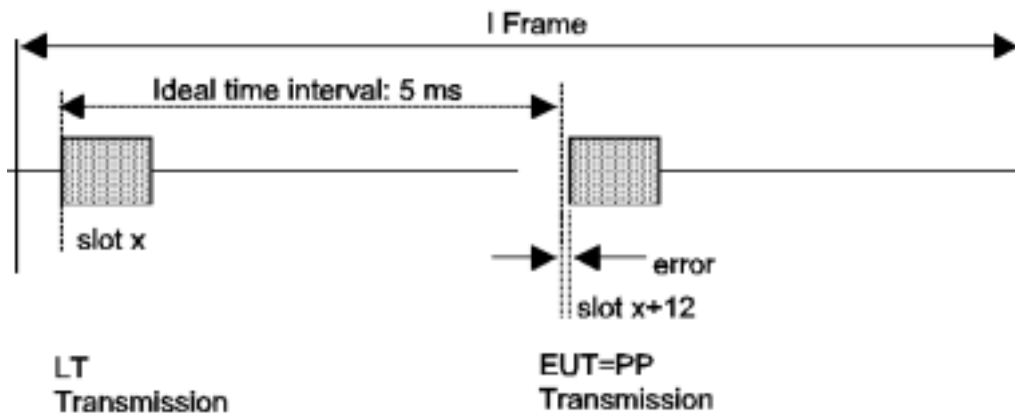 I Frame
Ideal time interval: 5 ms
slot x
error
slot x+12
LT
Transmission
EUT=PP
Transmission